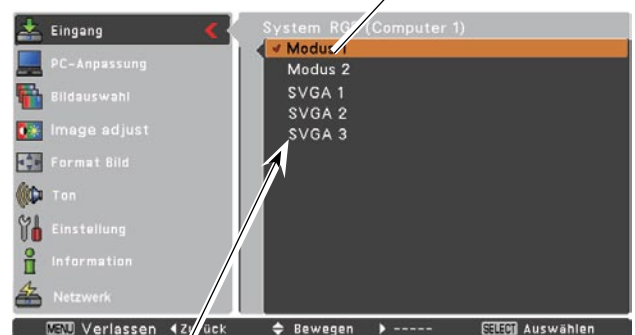 Eingang
PC-Anpassung
Bildauswahl
Image adjust
Format Bild
Ton
Einstellung
Information
Netzwerk
System RGB (Computer 1)
Modus 1
Modus 2
SVGA 1
SVGA 2
SVGA 3
MENU Verlassen Zurück Bewegen ----- SELECT Auswählen